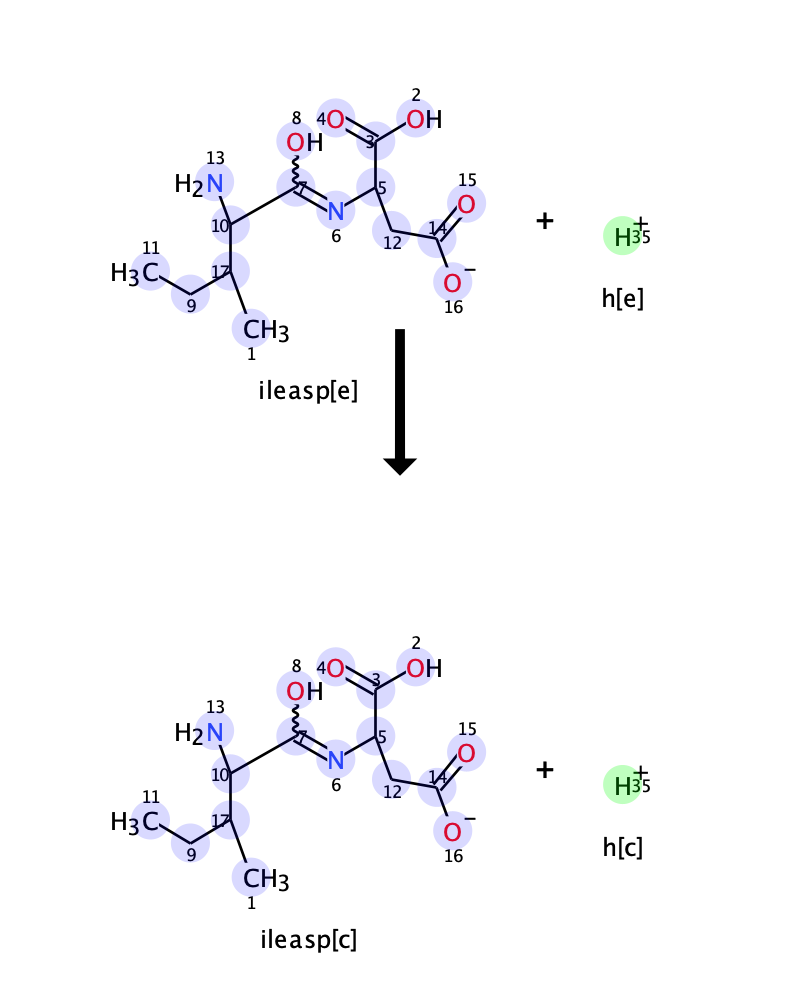 2
8
4O
OH
OH
3
13
15
H2N
7
5
O
N
+
H+35
10
6
12
14
11
H3C
17
O−
h[e]
9
16
CH3
1
ileasp[e]
2
8
4O
OH
OH
3
13
15
H2N
7
5
O
N
+
H+35
10
6
12
14
11
H3C
17
O−
h[c]
9
16
CH3
1
ileasp[c]